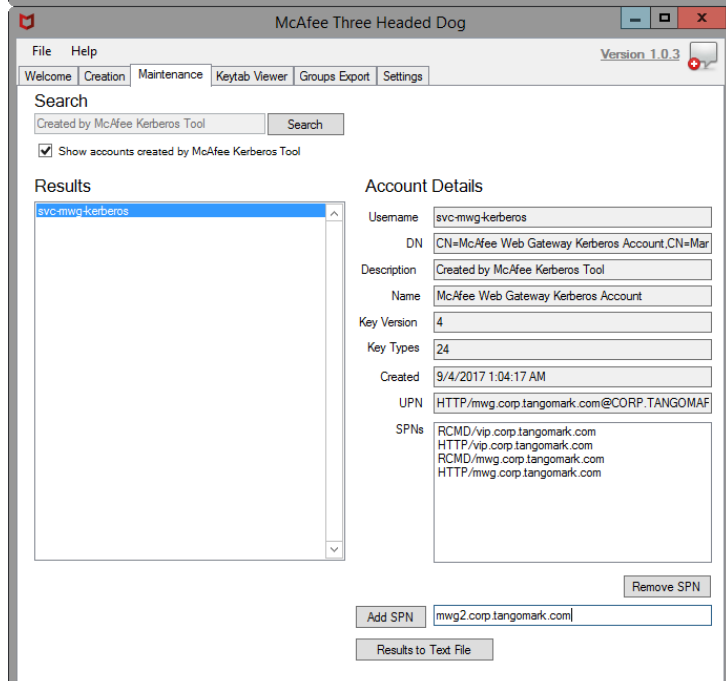 McAfee Three Headed Dog
File Help
Version 1.0.3
Welcome Creation Maintenance Keytab Viewer Groups Export Settings
Search
Created by McAfee Kerberos Tool Search
Show accounts created by McAfee Kerberos Tool
Results
svc-mwg-kerberos
Account Details
Username svc-mwg-kerberos
DN CN=McAfee Web Gateway Kerberos Account,CN=Mar
Description Created by McAfee Kerberos Tool
Name McAfee Web Gateway Kerberos Account
Key Version 4
Key Types 24
Created 9/4/2017 1:04:17 AM
UPN HTTP/mwg.corp.tangomark.com@CORP.TANGOMAR
SPNs RCMD/vip.corp.tangomark.com
HTTP/vip.corp.tangomark.com
RCMD/mwg.corp.tangomark.com
HTTP/mwg.corp.tangomark.com
Remove SPN
Add SPN mwg2.corp.tangomark.com
Results to Text File